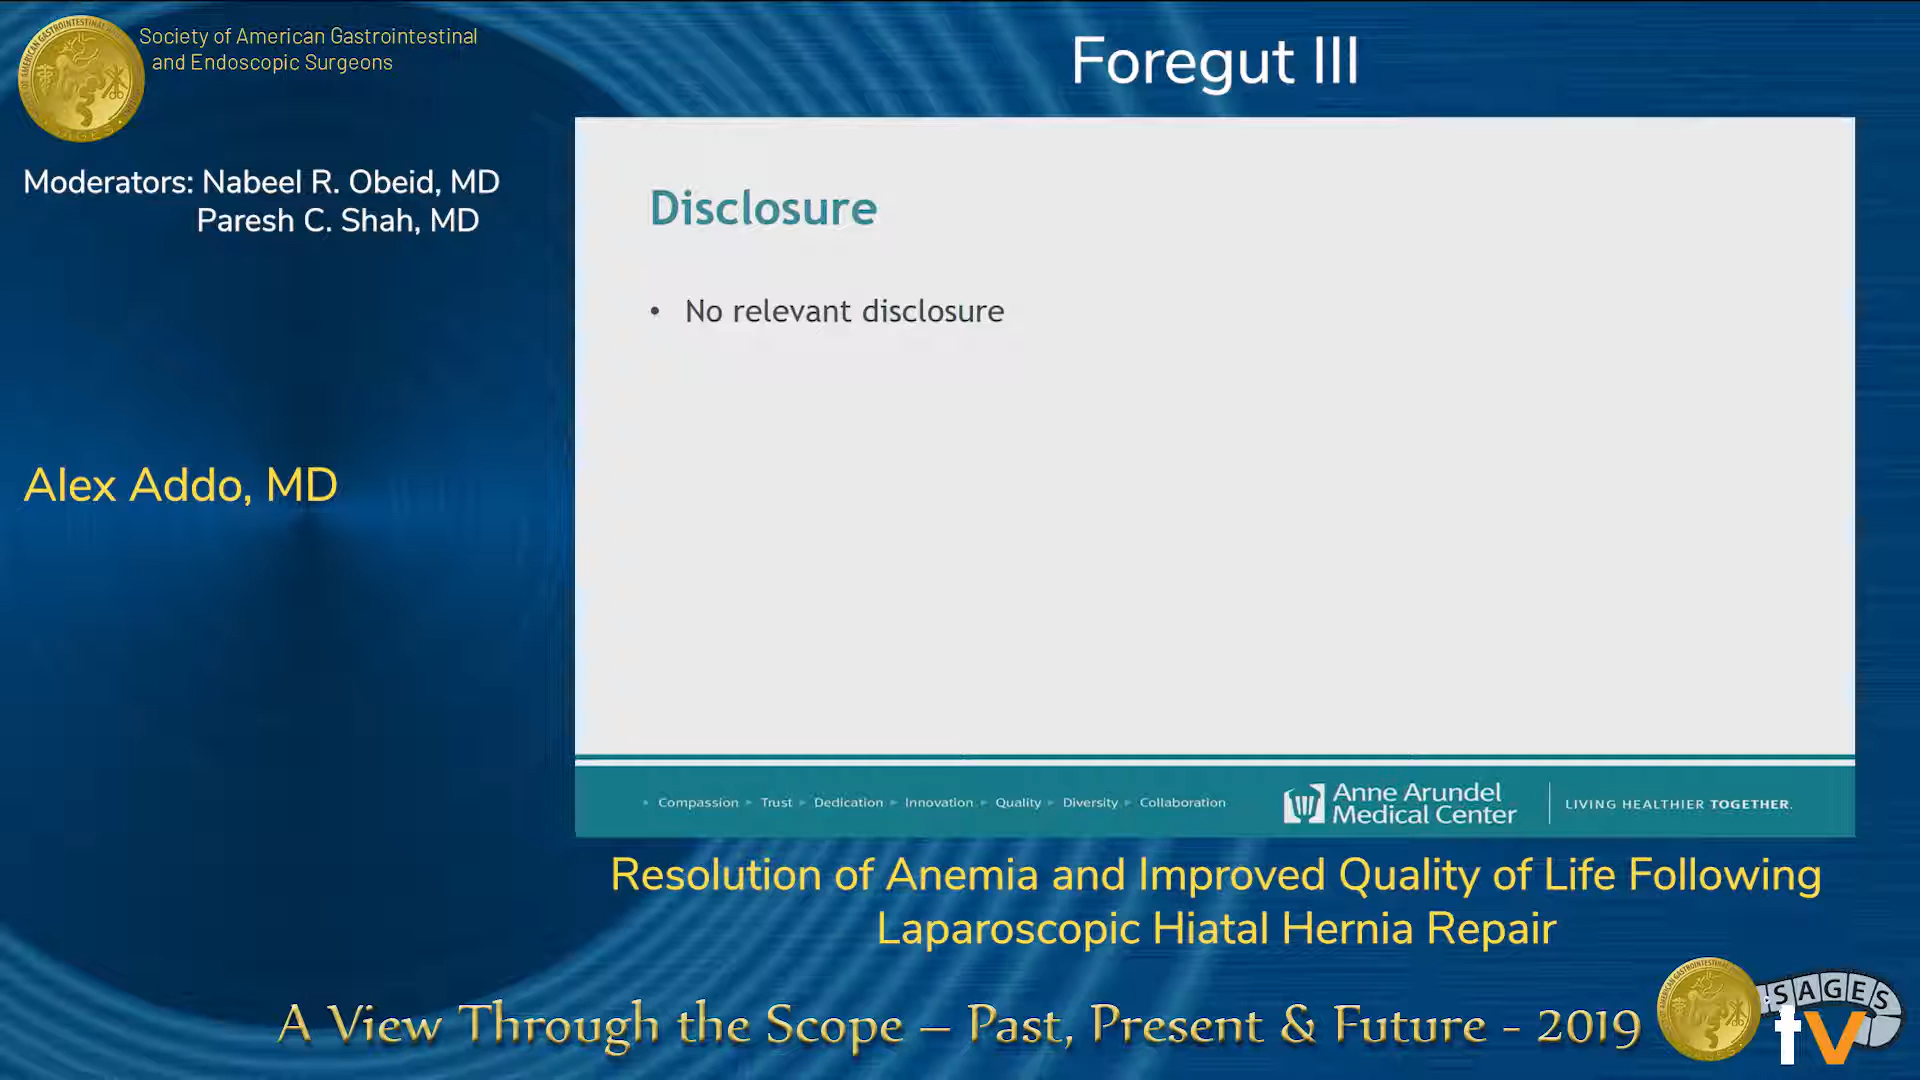 Society of American Gastrointestinal
and Endoscopic Surgeons
Foregut III
Moderators: Nabeel R. Obeid, MD
Paresh C. Shah, MD
Alex Addo, MD
Disclosure
• No relevant disclosure
Compassion Trust Dedication Innovation Quality Diversity Collaboration
Anne Arundel
Medical Center
LIVING HEALTHIER TOGETHER.
Resolution of Anemia and Improved Quality of Life Following
Laparoscopic Hiatal Hernia Repair
A View Through the Scope – Past, Present & Future - 2019
SAGES
tv